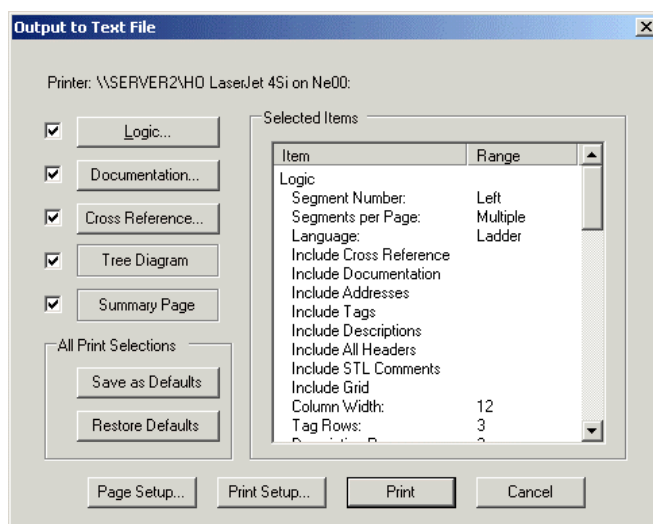 Output to Text File
Printer: \\SERVER2\HO LaserJet 4Si on Ne00:
Logic...
Documentation...
Cross Reference...
Tree Diagram
Summary Page
All Print Selections
Save as Defaults
Restore Defaults
Selected Items
Item Range
Logic
Segment Number: Left
Segments per Page: Multiple
Language: Ladder
Include Cross Reference
Include Documentation
Include Addresses
Include Tags
Include Descriptions
Include All Headers
Include STL Comments
Include Grid
Column Width: 12
Tag Rows: 3
Page Setup...
Print Setup...
Print
Cancel